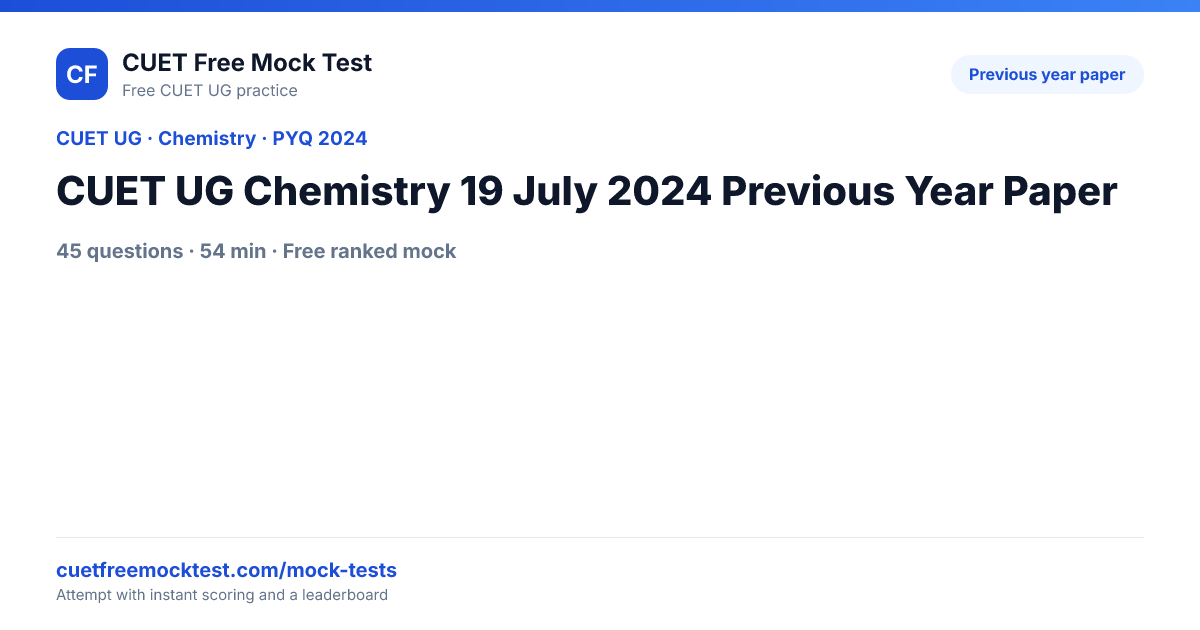 CF
CUET Free Mock Test
Free CUET UG practice
Previous year paper
CUET UG · Chemistry · PYQ 2024
CUET UG Chemistry 19 July 2024 Previous Year Paper
45 questions · 54 min · Free ranked mock
cuetfreemocktest.com/mock-tests
Attempt with instant scoring and a leaderboard